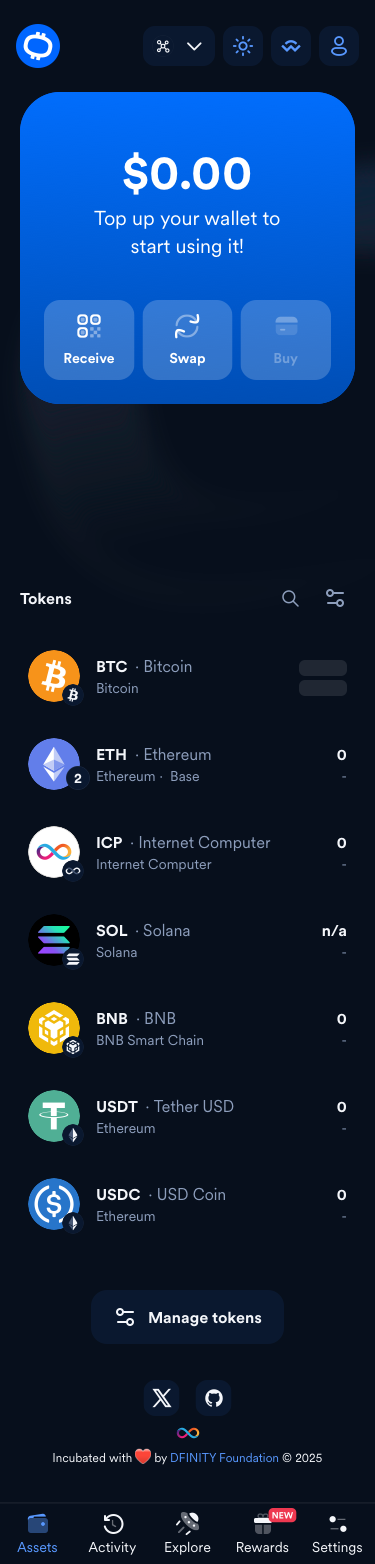 $0.00
Top up your wallet to
start using it!
Receive Swap Buy
Tokens
BTC · Bitcoin
Bitcoin
ETH · Ethereum 0
2 Ethereum · Base -
ICP · Internet Computer 0
Internet Computer -
SOL · Solana n/a
Solana -
BNB · BNB 0
BNB Smart Chain -
USDT · Tether USD 0
Ethereum -
USDC · USD Coin 0
Ethereum -
Manage tokens
Incubated with ❤️ by DFINITY Foundation © 2025
NEW
Assets Activity Explore Rewards Settings